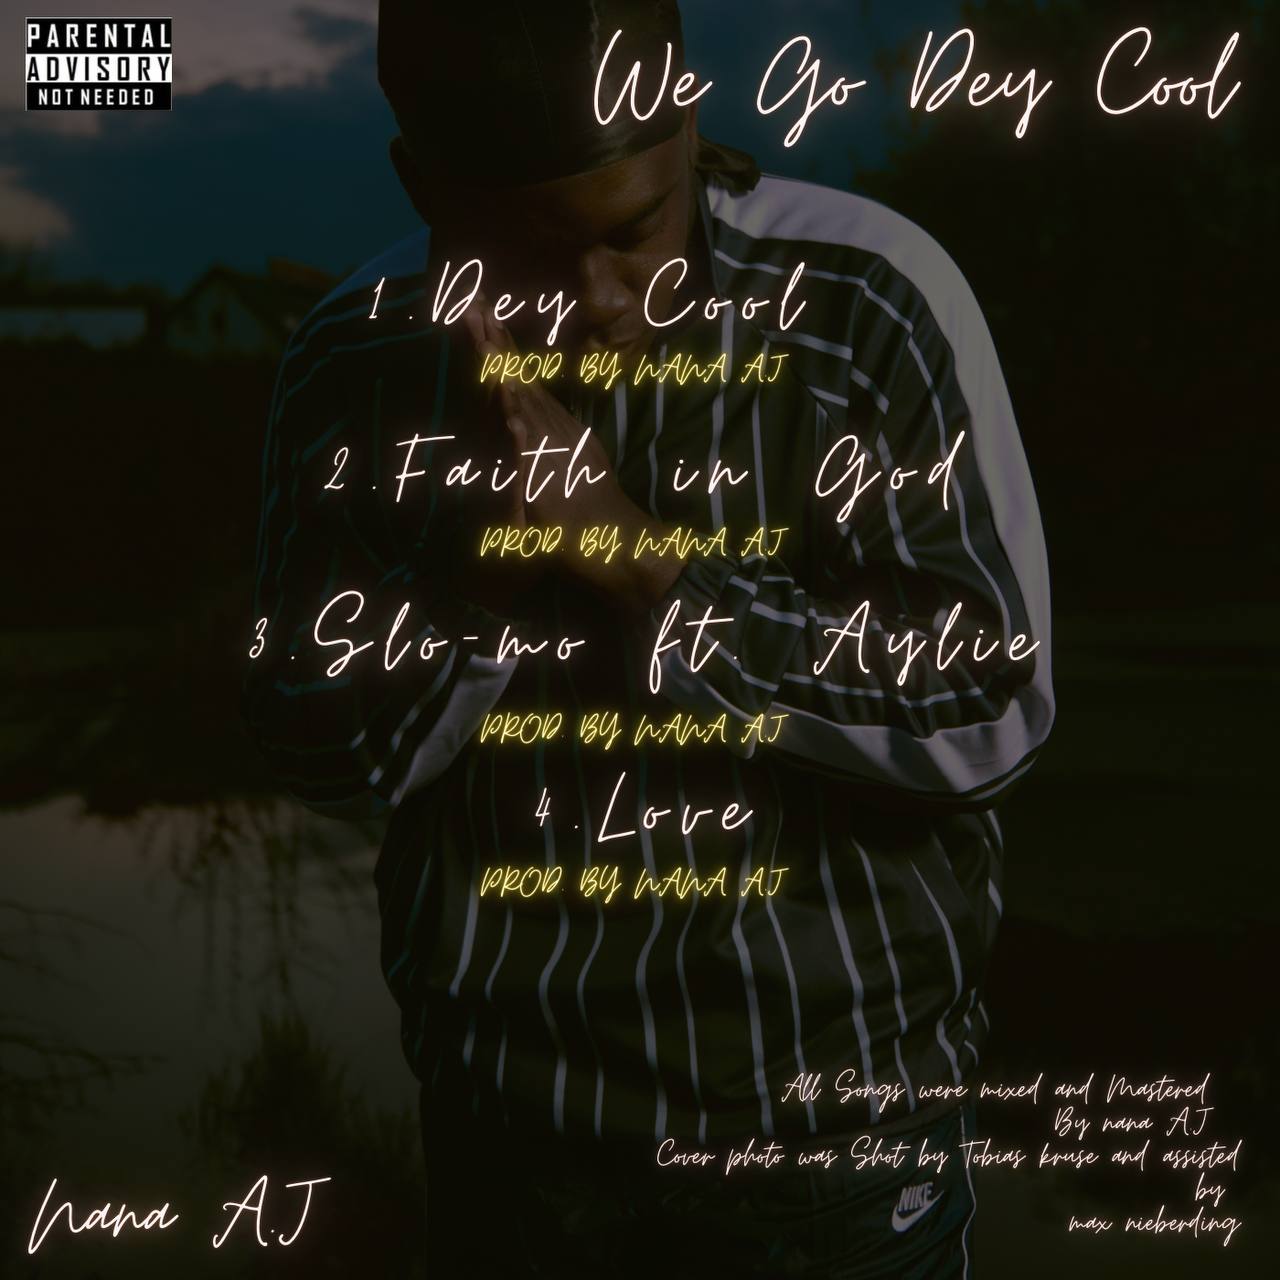 PARENTAL
ADVISORY
NOT NEEDED
We Go Dey Cool
1. Dey Cool
PROD. BY NANA AJ
2. Faith in God
PROD. BY NANA AJ
3. Slo-mo ft. Aylie
PROD. BY NANA AJ
4. Love
PROD. BY NANA AJ
All Songs were mixed and Mastered
By nana A.J
Cover photo was Shot by Tobias kruse and assisted
by
max nieberding
NIKE
Nana A.J